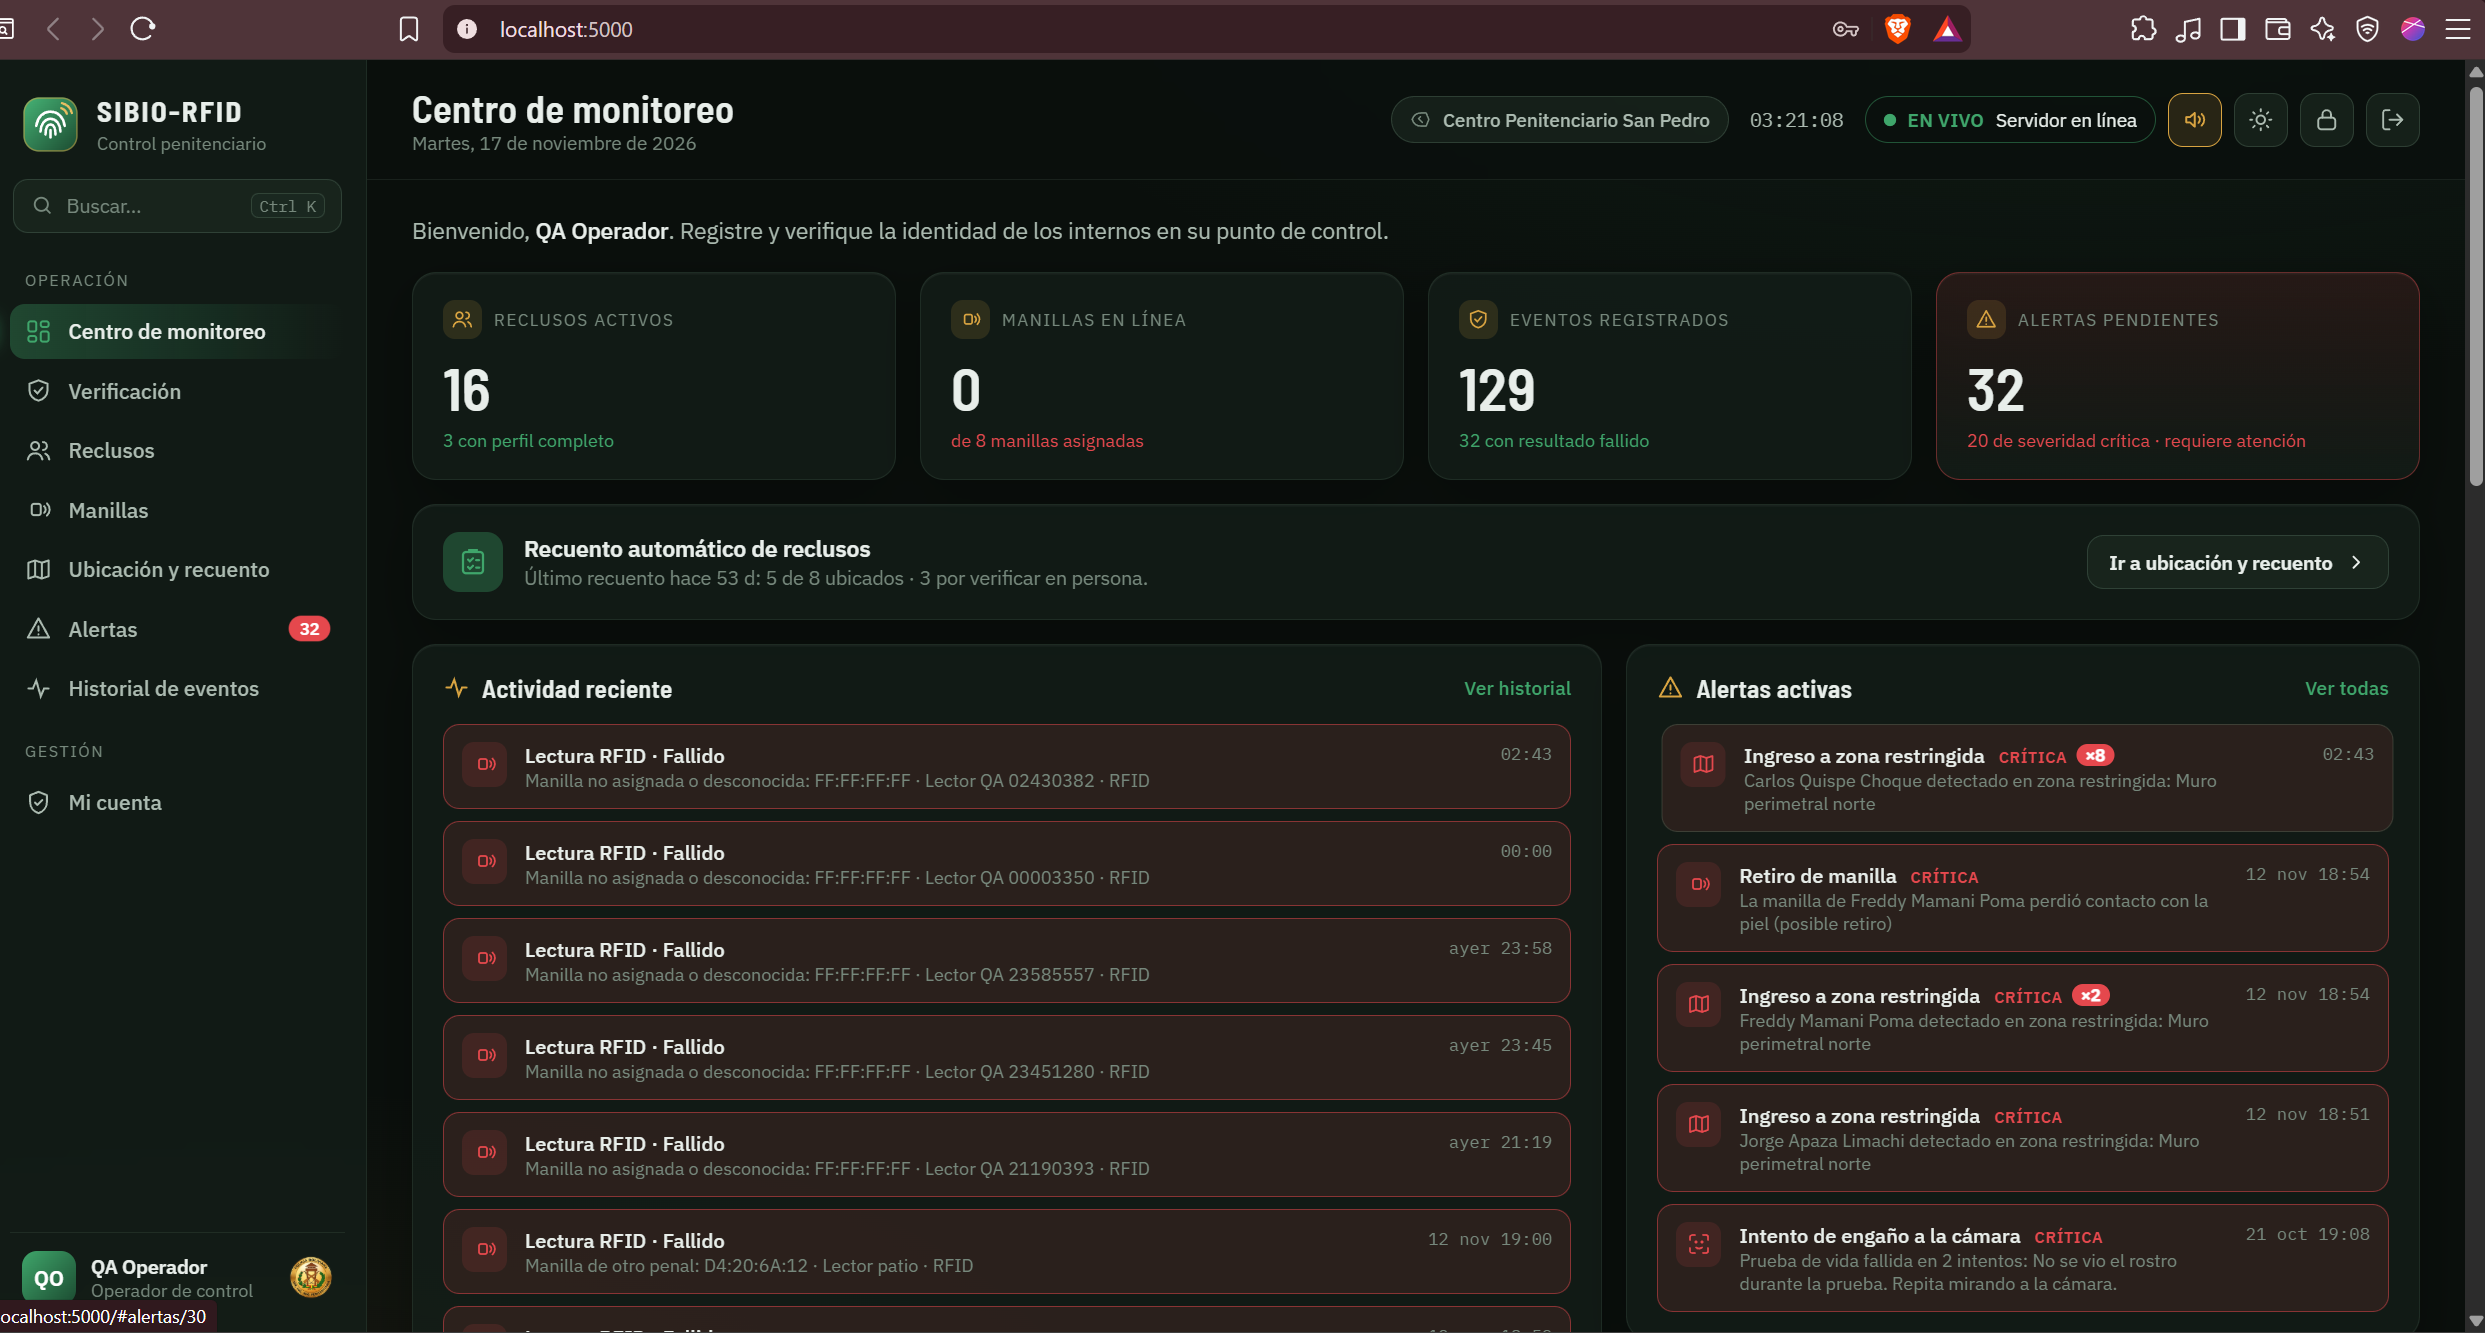 localhost:5000
SIBIO-RFID
Control penitenciario
Buscar...
Ctrl K
OPERACIÓN
Centro de monitoreo
Verificación
Reclusos
Manillas
Ubicación y recuento
Alertas
32
Historial de eventos
GESTIÓN
Mi cuenta
QO
QA Operador
Operador de control
ocalhost:5000/#alertas/30
Centro de monitoreo
Martes, 17 de noviembre de 2026
Centro Penitenciario San Pedro
03:21:08
EN VIVO Servidor en línea
Bienvenido, QA Operador. Registre y verifique la identidad de los internos en su punto de control.
RECLUSOS ACTIVOS
16
3 con perfil completo
MANILLAS EN LÍNEA
0
de 8 manillas asignadas
EVENTOS REGISTRADOS
129
32 con resultado fallido
ALERTAS PENDIENTES
32
20 de severidad crítica · requiere atención
Recuento automático de reclusos
Último recuento hace 53 d: 5 de 8 ubicados · 3 por verificar en persona.
Ir a ubicación y recuento
Actividad reciente
Ver historial
Lectura RFID · Fallido
02:43
Manilla no asignada o desconocida: FF:FF:FF:FF · Lector QA 02430382 · RFID
Lectura RFID · Fallido
00:00
Manilla no asignada o desconocida: FF:FF:FF:FF · Lector QA 00003350 · RFID
Lectura RFID · Fallido
ayer 23:58
Manilla no asignada o desconocida: FF:FF:FF:FF · Lector QA 23585557 · RFID
Lectura RFID · Fallido
ayer 23:45
Manilla no asignada o desconocida: FF:FF:FF:FF · Lector QA 23451280 · RFID
Lectura RFID · Fallido
ayer 21:19
Manilla no asignada o desconocida: FF:FF:FF:FF · Lector QA 21190393 · RFID
Lectura RFID · Fallido
12 nov 19:00
Manilla de otro penal: D4:20:6A:12 · Lector patio · RFID
Alertas activas
Ver todas
Ingreso a zona restringida CRÍTICA ×8
02:43
Carlos Quispe Choque detectado en zona restringida: Muro
perimetral norte
Retiro de manilla CRÍTICA
12 nov 18:54
La manilla de Freddy Mamani Poma perdió contacto con la
piel (posible retiro)
Ingreso a zona restringida CRÍTICA ×2
12 nov 18:54
Freddy Mamani Poma detectado en zona restringida: Muro
perimetral norte
Ingreso a zona restringida CRÍTICA
12 nov 18:51
Jorge Apaza Limachi detectado en zona restringida: Muro
perimetral norte
Intento de engaño a la cámara CRÍTICA
21 oct 19:08
Prueba de vida fallida en 2 intentos: No se vio el rostro
durante la prueba. Repita mirando a la cámara.